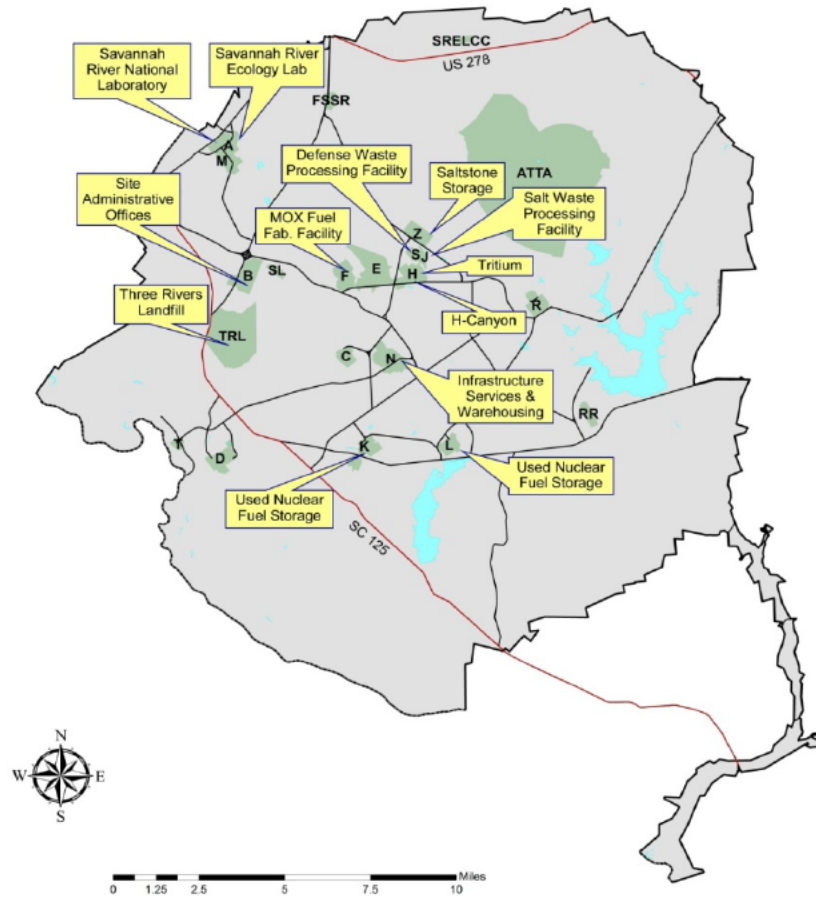 SRELCC
US 278
Savannah
River National
Laboratory
Savannah River
Ecology Lab
FSSR
A
M
Defense Waste
Processing Facility
Saltstone
Storage
ATTA
Site
Administrative
Offices
MOX Fuel
Fab. Facility
Salt Waste
Processing
Facility
Z
S
J
B
SL
F
E
H
Tritium
Three Rivers
Landfill
R
H-Canyon
TRL
C
N
Infrastructure
Services &
Warehousing
RR
T
D
K
L
Used Nuclear
Fuel Storage
Used Nuclear
Fuel Storage
SC 125
N
W
E
S
Miles
0 1.25 2.5 5 7.5 10